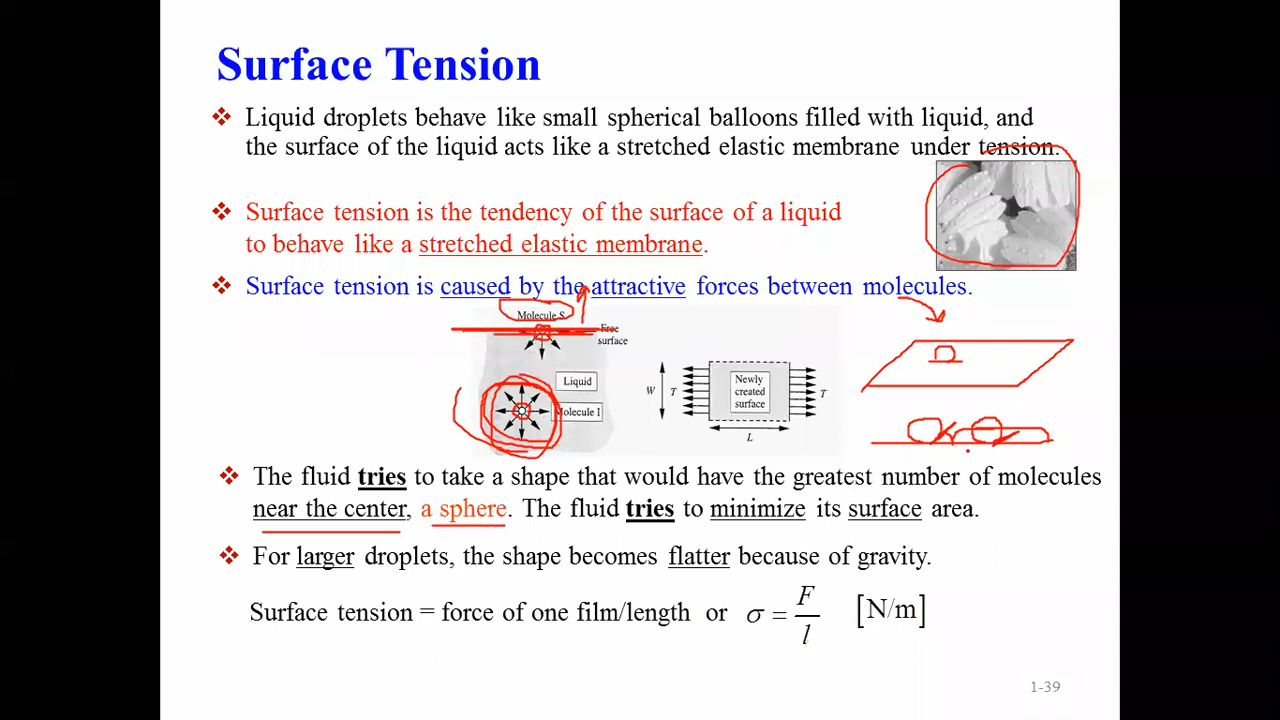 Surface Tension
❖ Liquid droplets behave like small spherical balloons filled with liquid, and
the surface of the liquid acts like a stretched elastic membrane under tension.
❖ Surface tension is the tendency of the surface of a liquid
to behave like a stretched elastic membrane.
❖ Surface tension is caused by the attractive forces between molecules.
Molecule S
Free
surface
Liquid
Molecule I
W
T
Newly
created
surface
T
L
❖ The fluid tries to take a shape that would have the greatest number of molecules
near the center, a sphere. The fluid tries to minimize its surface area.
❖ For larger droplets, the shape becomes flatter because of gravity.
Surface tension = force of one film/length or σ = F/l [N/m]
1-39